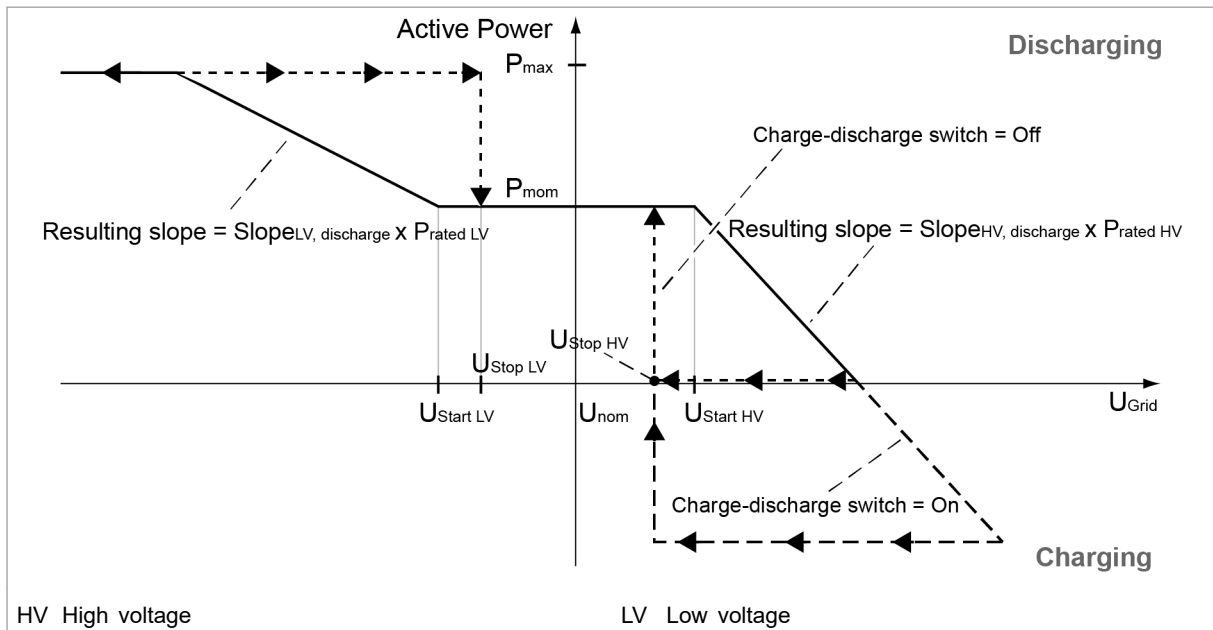 Active Power
Discharging
Pmax
Charge-discharge switch = Off
Pmom
Resulting slope = SlopeLV, discharge x Prated LV
Resulting slope = SlopeHV, discharge x Prated HV
UStop HV
UStop LV
UStart LV
Unom
UStart HV
UGrid
Charge-discharge switch = On
Charging
HV High voltage
LV Low voltage